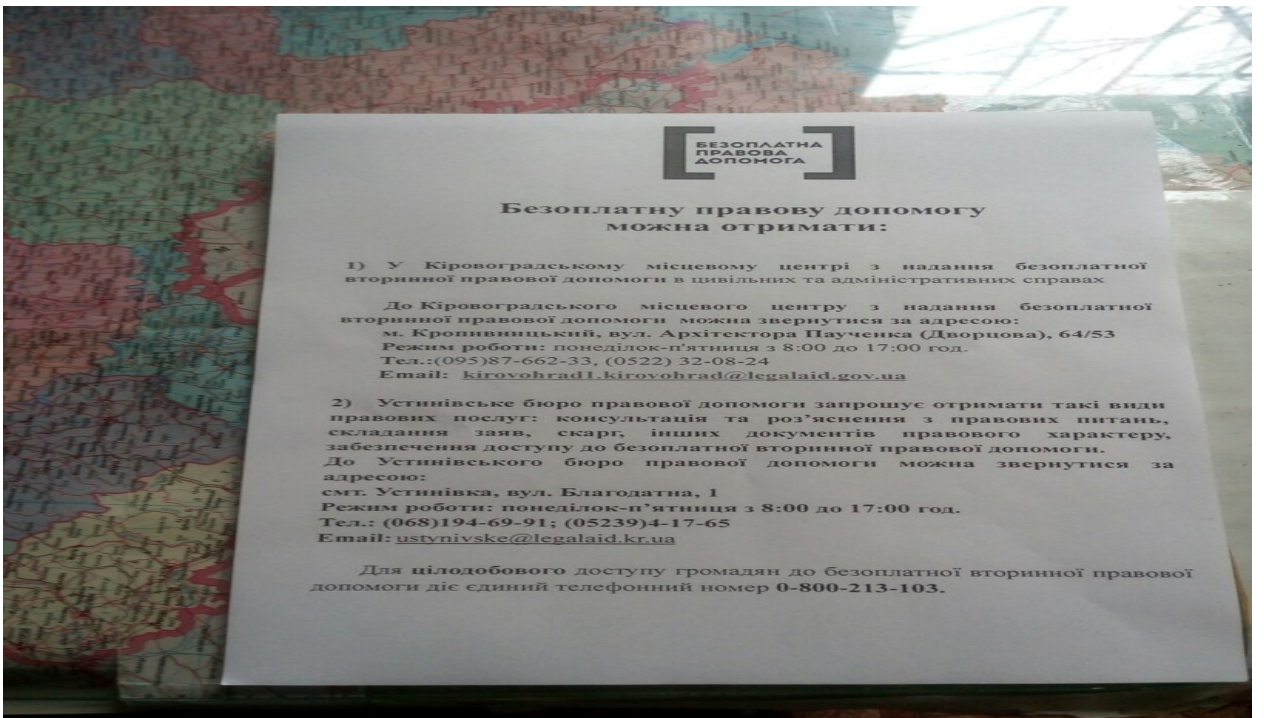 БЕЗОПЛАТНА
ПРАВОВА
ДОПОМОГА
Безоплатну правову допомогу
можна отримати:
1) У Кіровоградському місцевому центрі з надання безоплатної
вторинної правової допомоги в цивільних та адміністративних справах
До Кіровоградського місцевого центру з надання безоплатної
вторинної правової допомоги можна звернутися за адресою:
м. Кропивницький, вул. Архітектора Паученка (Дворцова), 64/53
Режим роботи: понеділок-п'ятниця з 8:00 до 17:00 год.
Тел.:(095)87-662-33, (0522) 32-08-24
Email: kirovohrad1.kirovohrad@legalaid.gov.ua
2) Устинівське бюро правової допомоги запрошує отримати такі види
правових послуг: консультація та роз’яснення з правових питань,
складання заяв, скарг, інших документів правового характеру,
забезпечення доступу до безоплатної вторинної правової допомоги.
До Устинівського бюро правової допомоги можна звернутися за
адресою:
смт. Устинівка, вул. Благодатна, 1
Режим роботи: понеділок-п’ятниця з 8:00 до 17:00 год.
Тел.: (068)194-69-91; (05239)4-17-65
Email: ustynivske@legalaid.kr.ua
Для цілодобового доступу громадян до безоплатної вторинної правової
допомоги діє єдиний телефонний номер 0-800-213-103.